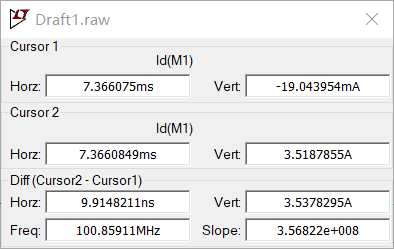 Draft1.raw
Cursor 1
Id(M1)
Horz: 7.366075ms Vert: -19.043954mA
Cursor 2
Id(M1)
Horz: 7.3660849ms Vert: 3.5187855A
Diff (Cursor2 - Cursor1)
Horz: 9.9148211ns Vert: 3.5378295A
Freq: 100.85911MHz Slope: 3.56822e+008